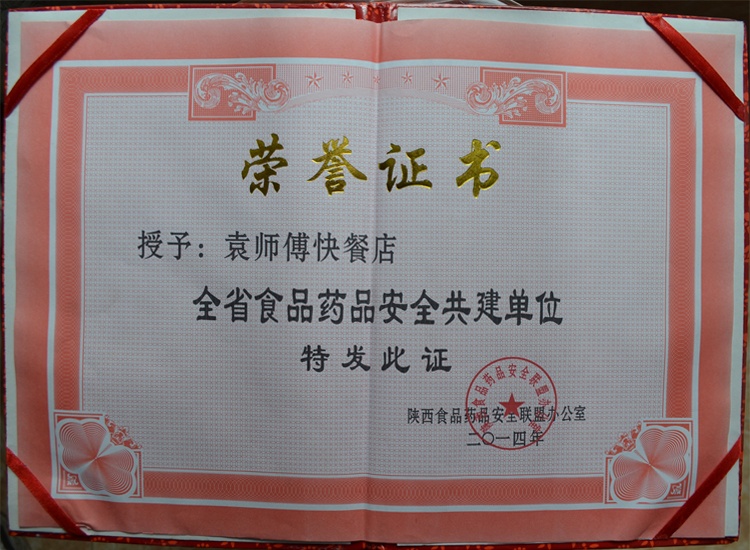 荣誉证书
授予：袁师傅快餐店
全省食品药品安全共建单位
特发此证
陕西食品药品安全联盟办公室
二〇一四年